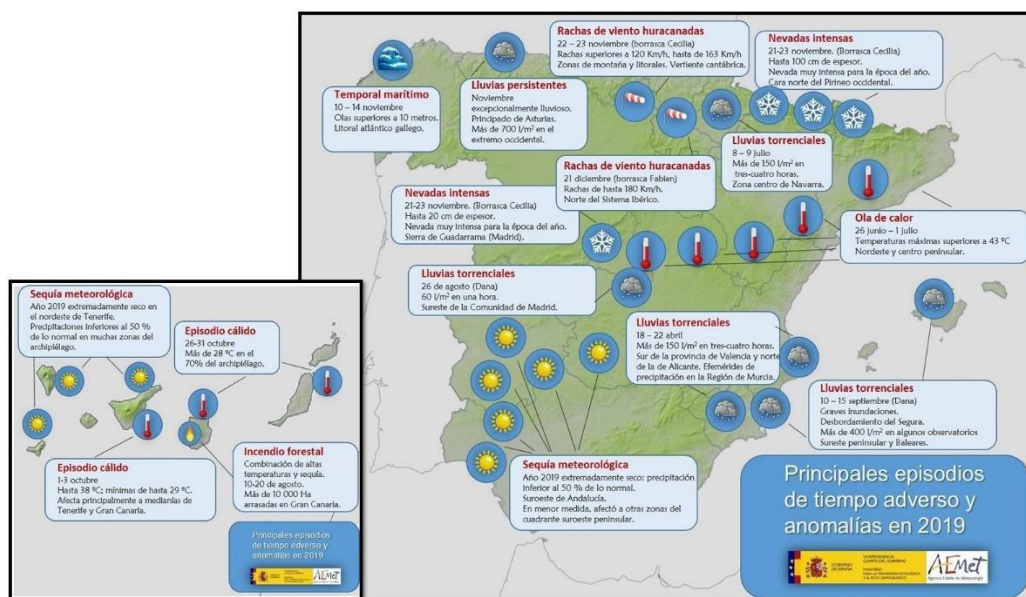 Rachas de viento huracanadas
22 – 23 noviembre (borrasca Cecilia)
Rachas superiores a 120 Km/h, hasta de 163 Km/h
Zonas de montaña y litorales. Vertiente cantábrica.
Nevadas intensas
21-23 noviembre. (Borrasca Cecilia)
Hasta 100 cm de espesor.
Nevada muy intensa para la época del año.
Cara norte del Pirineo occidental.
Temporal marítimo
10 – 14 noviembre
Olas superiores a 10 metros.
Litoral atlántico gallego.
Lluvias persistentes
Noviembre
excepcionalmente lluvioso.
Principado de Asturias.
Más de 700 l/m² en el
extremo occidental.
Lluvias torrenciales
8 – 9 julio
Más de 150 l/m² en
tres-cuatro horas.
Zona centro de Navarra.
Rachas de viento huracanadas
21 diciembre (borrasca Fabien)
Rachas de hasta 180 Km/h.
Norte del Sistema Ibérico.
Nevadas intensas
21-23 noviembre. (Borrasca Cecilia)
Hasta 20 cm de espesor.
Nevada muy intensa para la época del año.
Sierra de Guadarrama (Madrid).
Ola de calor
26 junio – 1 julio
Temperaturas máximas superiores a 43 ºC
Nordeste y centro peninsular.
Lluvias torrenciales
26 de agosto (Dana)
60 l/m² en una hora.
Sureste de la Comunidad de Madrid.
Lluvias torrenciales
18 – 22 abril
Más de 150 l/m² en tres-cuatro horas.
Sur de la provincia de Valencia y norte
de la de Alicante. Efemérides de
precipitación en la Región de Murcia.
Lluvias torrenciales
10 – 15 septiembre (Dana)
Graves inundaciones.
Desbordamiento del Segura.
Más de 400 l/m² en algunos observatorios
Sureste peninsular y Baleares.
Sequía meteorológica
Año 2019 extremadamente seco: precipitación
inferior al 50 % de lo normal.
Suroeste de Andalucía.
En menor medida, afectó a otras zonas del
cuadrante suroeste peninsular.
Principales episodios
de tiempo adverso y
anomalías en 2019
GOBIERNO
DE ESPAÑA
AEMet
Agencia Estatal de Meteorología
Sequía meteorológica
Año 2019 extremadamente seco en
el nordeste de Tenerife.
Precipitaciones inferiores al 50 %
de lo normal en muchas zonas del
archipiélago.
Episodio cálido
26-31 octubre
Más de 28 ºC en el
70% del archipiélago.
Episodio cálido
1-3 octubre
Hasta 38 ºC; mínimas de hasta 29 ºC.
Afecta principalmente a medianías de
Tenerife y Gran Canaria.
Incendio forestal
Combinación de altas
temperaturas y sequía.
10-20 de agosto.
Más de 10 000 Ha
arrasadas en Gran Canaria.
Principales episodios
de tiempo adverso y
anomalías en 2019
AEMet